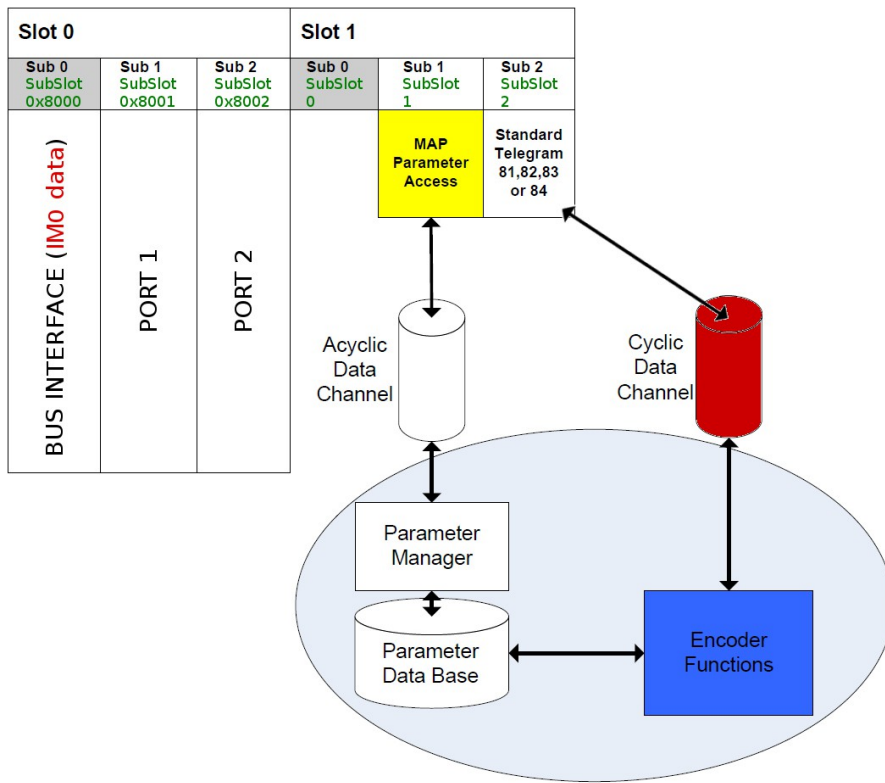 Slot 0
Slot 1
Sub 0
SubSlot
0x8000
Sub 1
SubSlot
0x8001
Sub 2
SubSlot
0x8002
Sub 0
SubSlot
0
Sub 1
SubSlot
1
Sub 2
SubSlot
2
BUS INTERFACE (IM0 data)
PORT 1
PORT 2
MAP
Parameter
Access
Standard
Telegram
81,82,83
or 84
Acyclic
Data
Channel
Cyclic
Data
Channel
Parameter
Manager
Parameter
Data Base
Encoder
Functions